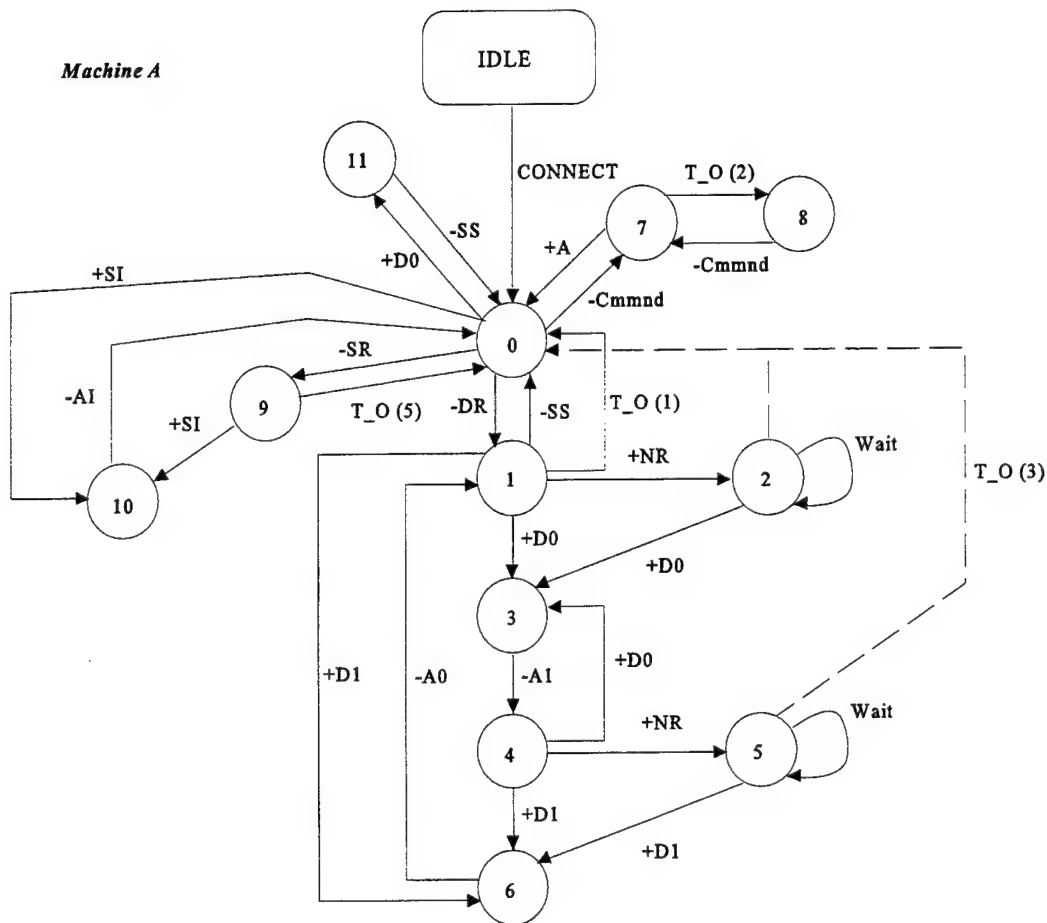 IDLE
Machine A
11
CONNECT
T_O (2)
8
7
-SS
+A
-Cmmnd
+D0
+SI
-Cmmnd
0
-SR
-AI
9
T_O (5)
-DR
-SS
T_O (1)
+SI
+NR
Wait
1
2
T_O (3)
10
+D0
+D0
3
+D1
-A0
-A1
+D0
Wait
+NR
4
5
+D1
+D1
6